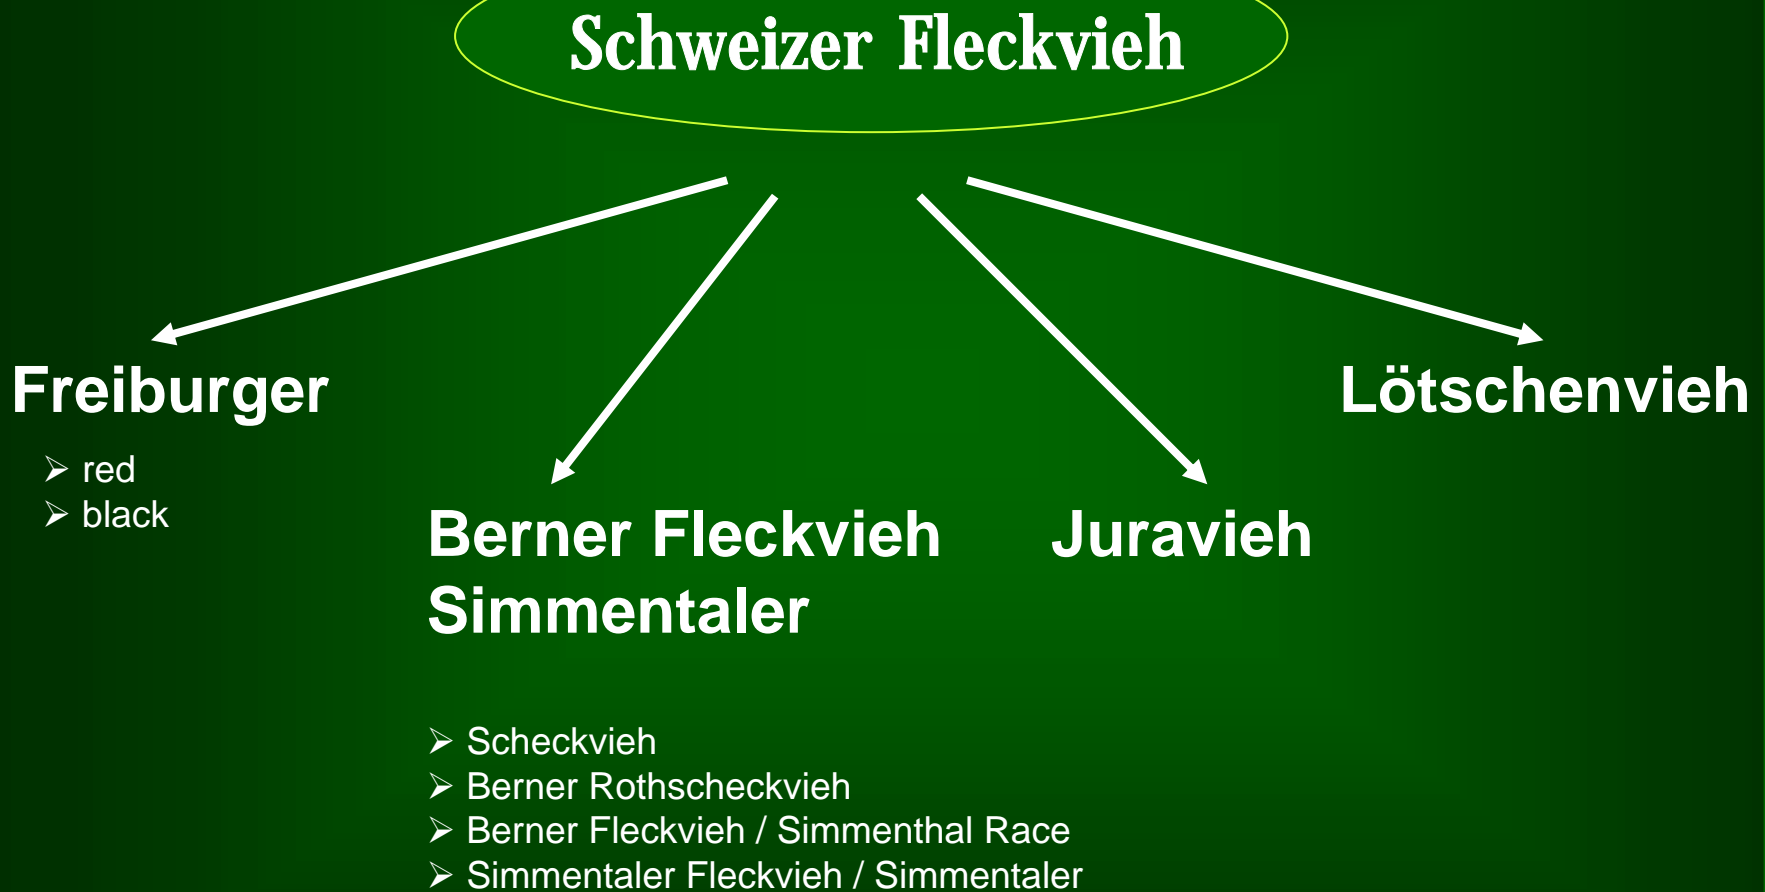 Schweizer Fleckvieh
Freiburger
➢ red
➢ black
Berner Fleckvieh
Simmentaler
➢ Scheckvieh
➢ Berner Rothscheckvieh
➢ Berner Fleckvieh / Simmenthal Race
➢ Simmentaler Fleckvieh / Simmentaler
Juravieh
Lötschenvieh